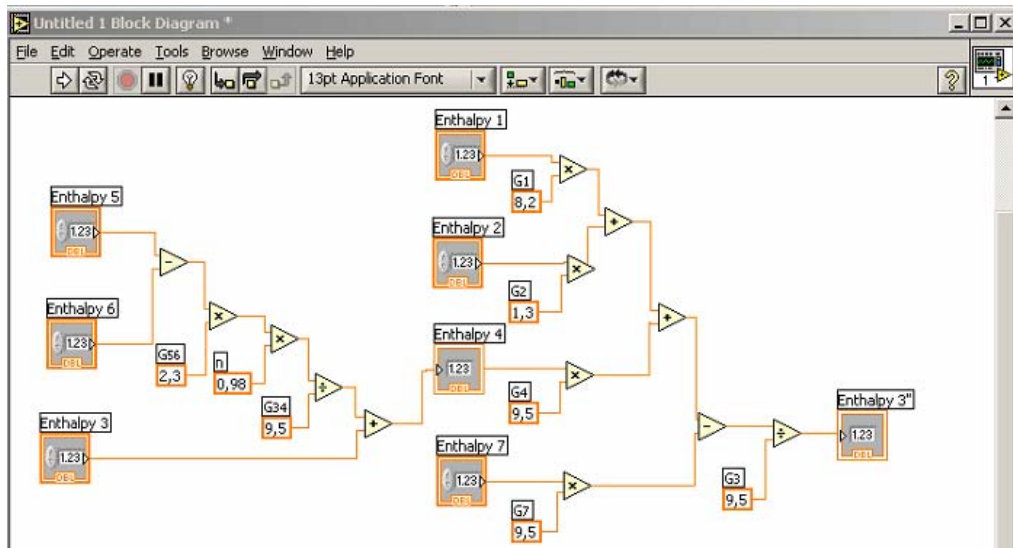 Untitled 1 Block Diagram *
File Edit Operate Tools Browse Window Help
13pt Application Font
1
Enthalpy 1
1.23
DBL
G1
8,2
Enthalpy 5
1.23
DBL
Enthalpy 2
1.23
DBL
G2
1,3
Enthalpy 6
1.23
DBL
G56
2,3
n
0,98
Enthalpy 4
1.23
DBL
G34
9,5
G4
9,5
Enthalpy 3
1.23
DBL
Enthalpy 3"
1.23
DBL
Enthalpy 7
1.23
DBL
G7
9,5
G3
9,5